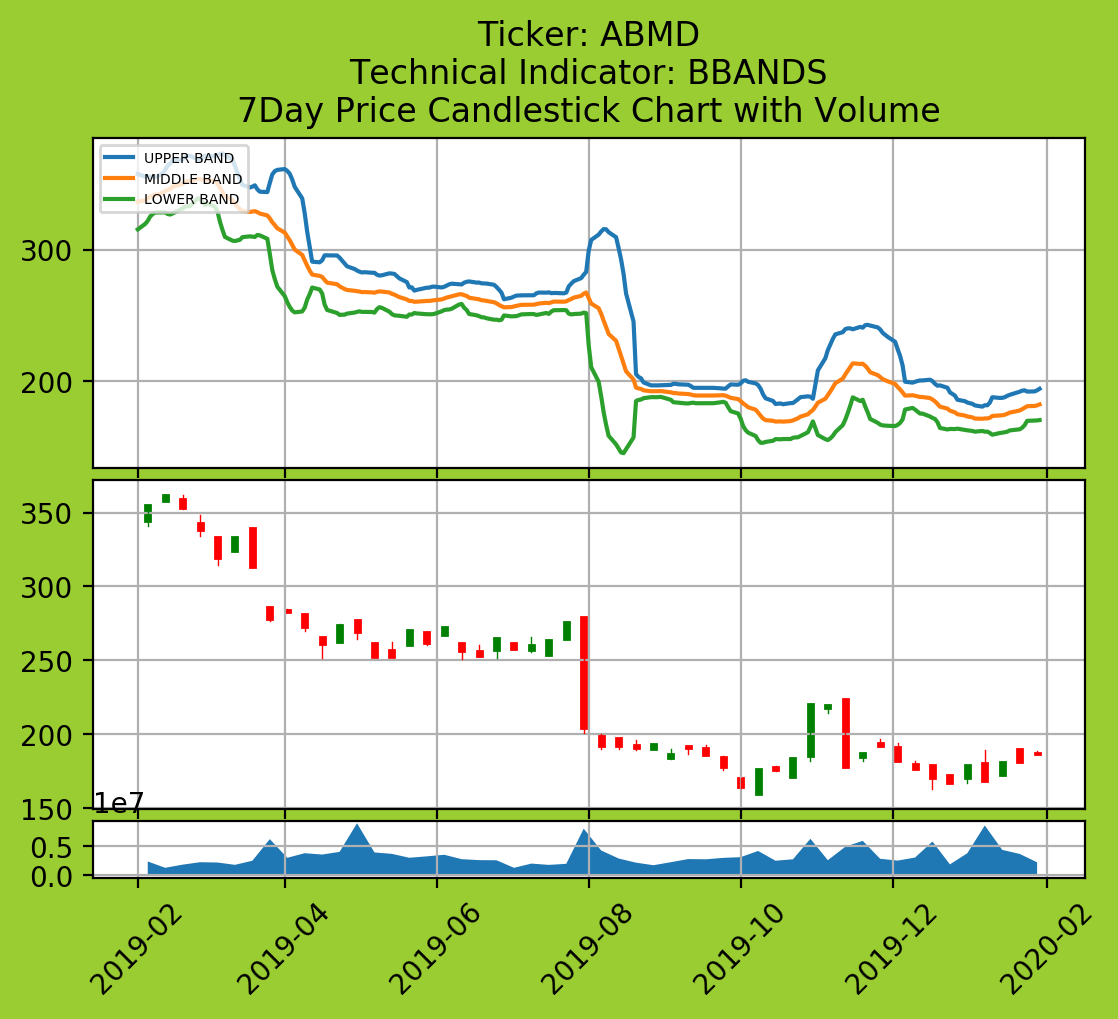 Ticker: ABMD
Technical Indicator: BBANDS
7Day Price Candlestick Chart with Volume
UPPER BAND
MIDDLE BAND
LOWER BAND
300
200
350
300
250
200
150
1e7
0.5
0.0
2019-02
2019-04
2019-06
2019-08
2019-10
2019-12
2020-02